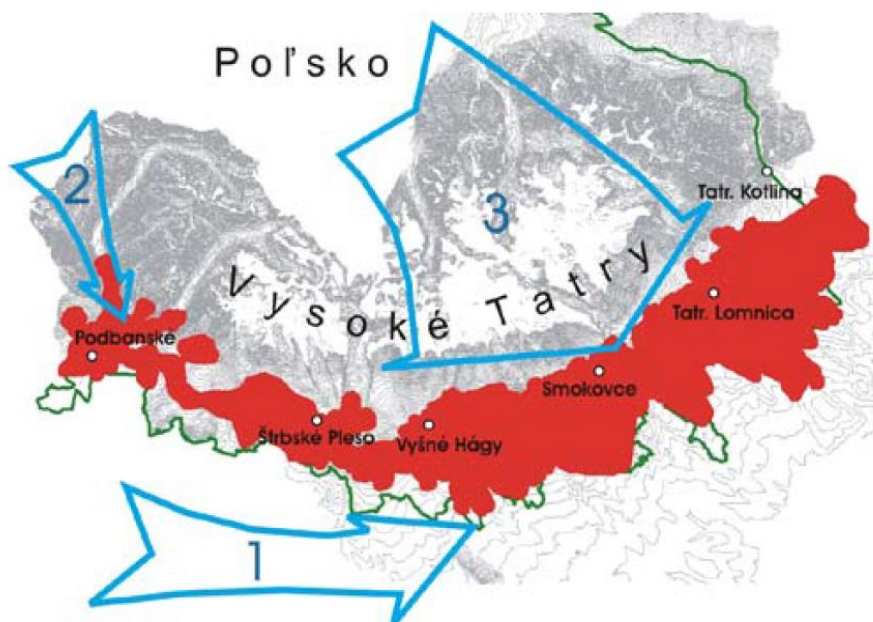 Poľsko
2
3
Tatr. Kotlina
Vysoké Tatry
Tatr. Lomnica
Podbanské
Smokovce
Štrbské Pleso
Vyšné Hágy
1